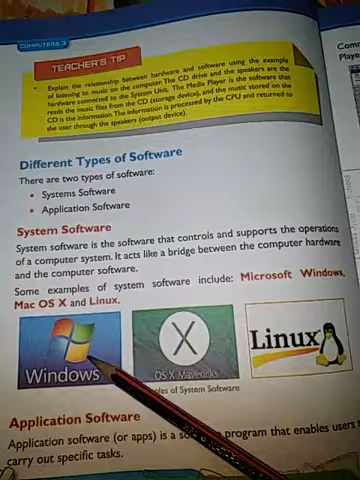 COMPUTERS-3
TEACHER'S TIP
Explain the relationship between hardware and software using the example
of listening to music on the computer. The CD drive and the speakers are the
hardware connected to the System Unit. The Media Player is the software that
reads the music files from the CD (storage device), and the music stored on the
CD is the information. The information is processed by the CPU and returned to
the user through the speakers (output device).
Different Types of Software
There are two types of software:
• Systems Software
• Application Software
System Software
System software is the software that controls and supports the operations
of a computer system. It acts like a bridge between the computer hardware
and the computer software.
Some examples of system software include: Microsoft Windows,
Mac OS X and Linux.
Windows
X
OS X Mavericks
Linux
of System Software
Application Software
Application software (or apps) is a program that enables users
carry out specific tasks.
Com
Playe